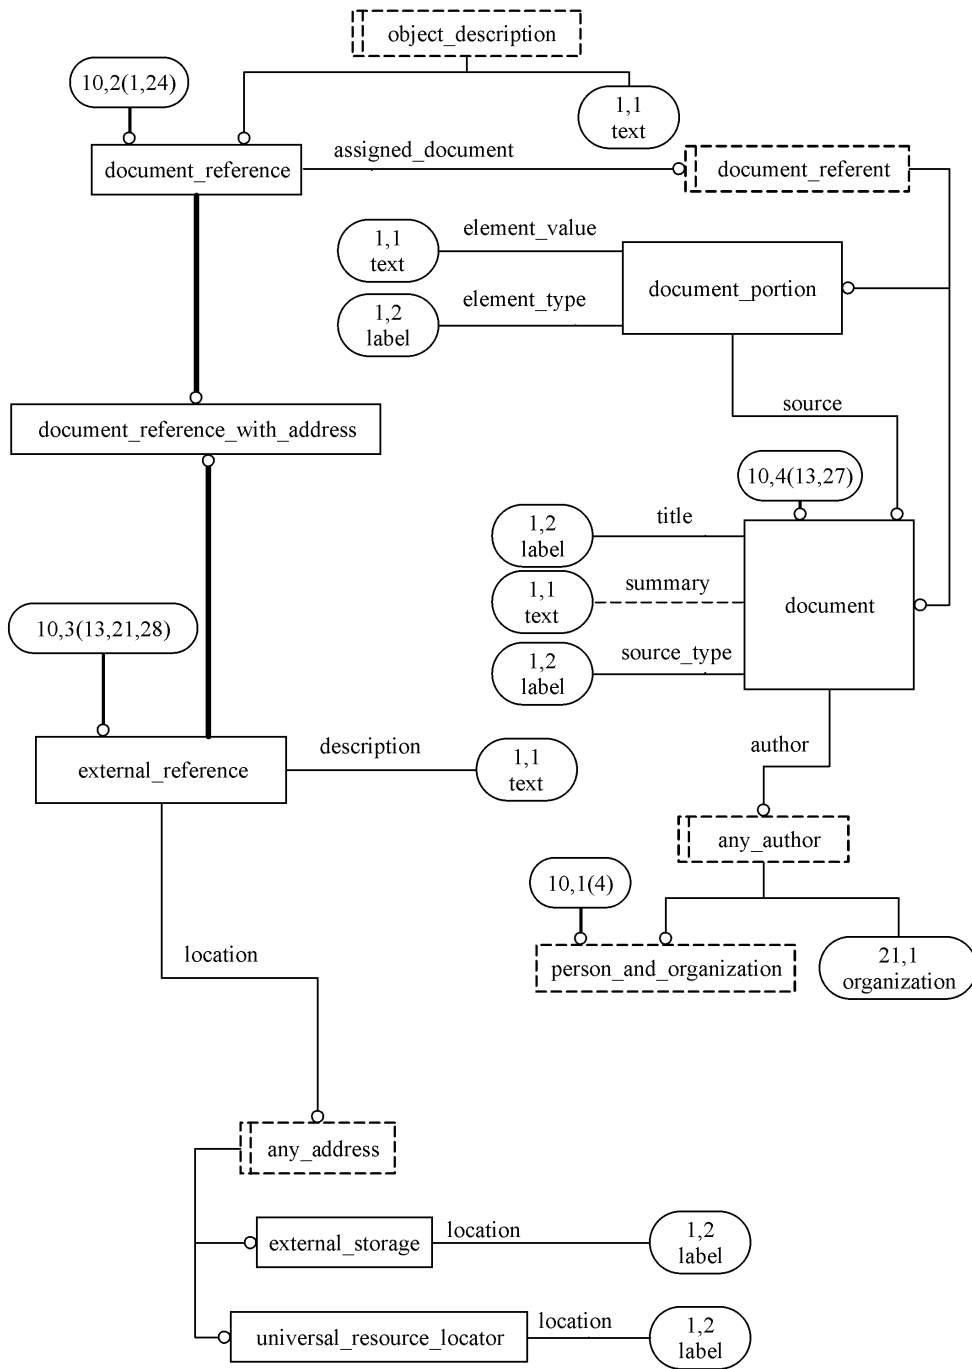 object_description
10,2(1,24)
1,1
text
document_reference
assigned_document
document_referent
element_value
1,1
text
document_portion
element_type
1,2
label
source
document_reference_with_address
10,4(13,27)
title
1,2
label
summary
1,1
text
document
source_type
1,2
label
10,3(13,21,28)
external_reference
description
1,1
text
author
any_author
10,1(4)
person_and_organization
21,1
organization
location
any_address
external_storage
location
1,2
label
universal_resource_locator
location
1,2
label